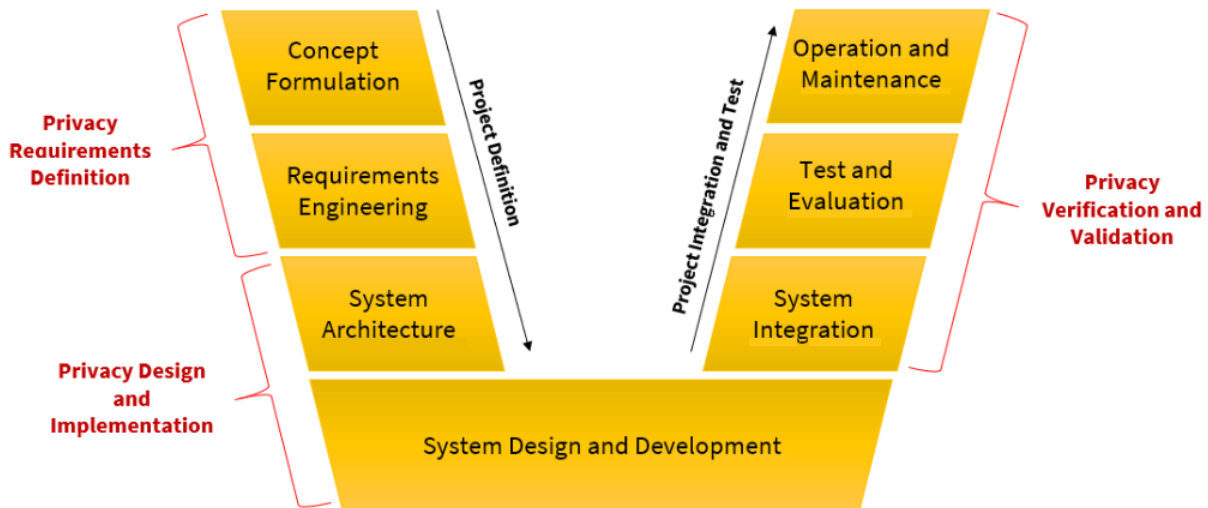 Concept
Formulation
Requirements
Engineering
System
Architecture
System Design and Development
System
Integration
Test and
Evaluation
Operation and
Maintenance
Project Definition
Project Integration and Test
Privacy
Requirements
Definition
Privacy Design
and
Implementation
Privacy
Verification and
Validation